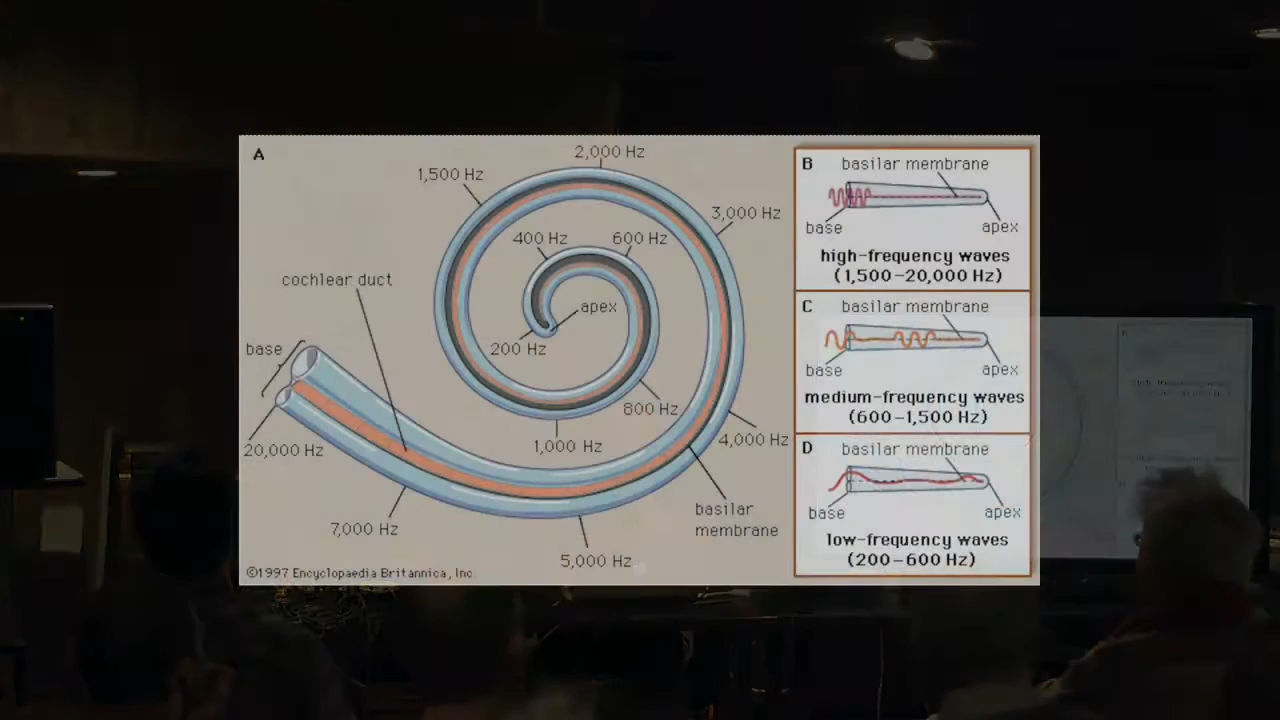 A
2,000 Hz
1,500 Hz
3,000 Hz
400 Hz
600 Hz
cochlear duct
apex
base
200 Hz
800 Hz
1,000 Hz
4,000 Hz
20,000 Hz
basilar
membrane
7,000 Hz
5,000 Hz
©1997 Encyclopaedia Britannica, Inc
B
basilar membrane
base
apex
high-frequency waves
(1,500-20,000 Hz)
C
basilar membrane
base
apex
medium-frequency waves
(600-1,500 Hz)
D
basilar membrane
base
apex
low-frequency waves
(200-600 Hz)